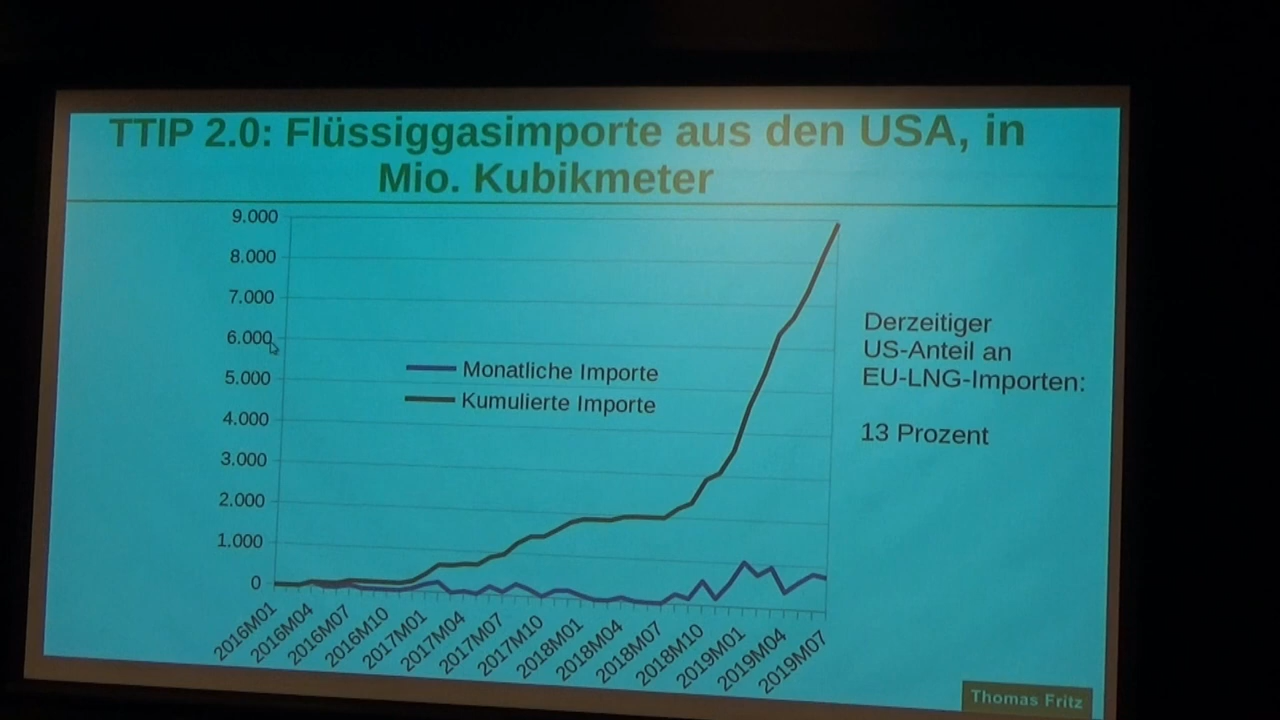 TTIP 2.0: Flüssiggasimporte aus den USA, in
Mio. Kubikmeter
9.000
8.000
7.000
6.000
5.000
4.000
3.000
2.000
1.000
0
Monatliche Importe
Kumulierte Importe
2016M01
2016M04
2016M07
2016M10
2017M01
2017M04
2017M07
2017M10
2018M01
2018M04
2018M07
2018M10
2019M01
2019M04
2019M07
Derzeitiger
US-Anteil an
EU-LNG-Importen:
13 Prozent
Thomas Fritz